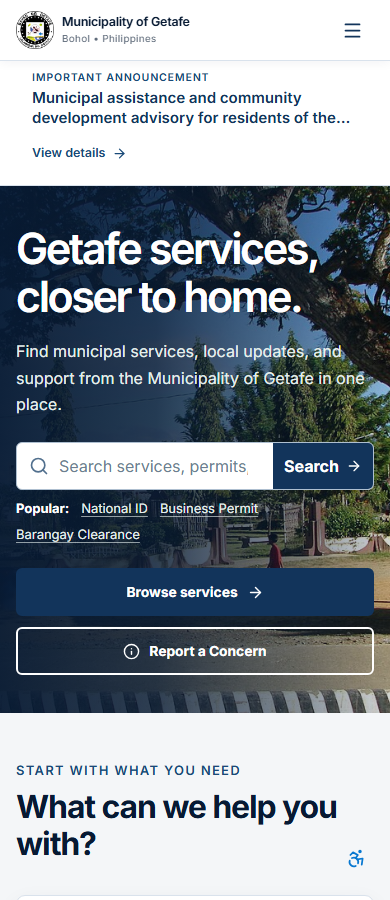 Municipality of Getafe
Bohol • Philippines
IMPORTANT ANNOUNCEMENT
Municipal assistance and community
development advisory for residents of the...
View details
Getafe services,
closer to home.
Find municipal services, local updates, and
support from the Municipality of Getafe in one
place.
Search services, permits,
Search
Popular: National ID Business Permit
Barangay Clearance
Browse services
Report a Concern
START WITH WHAT YOU NEED
What can we help you
with?